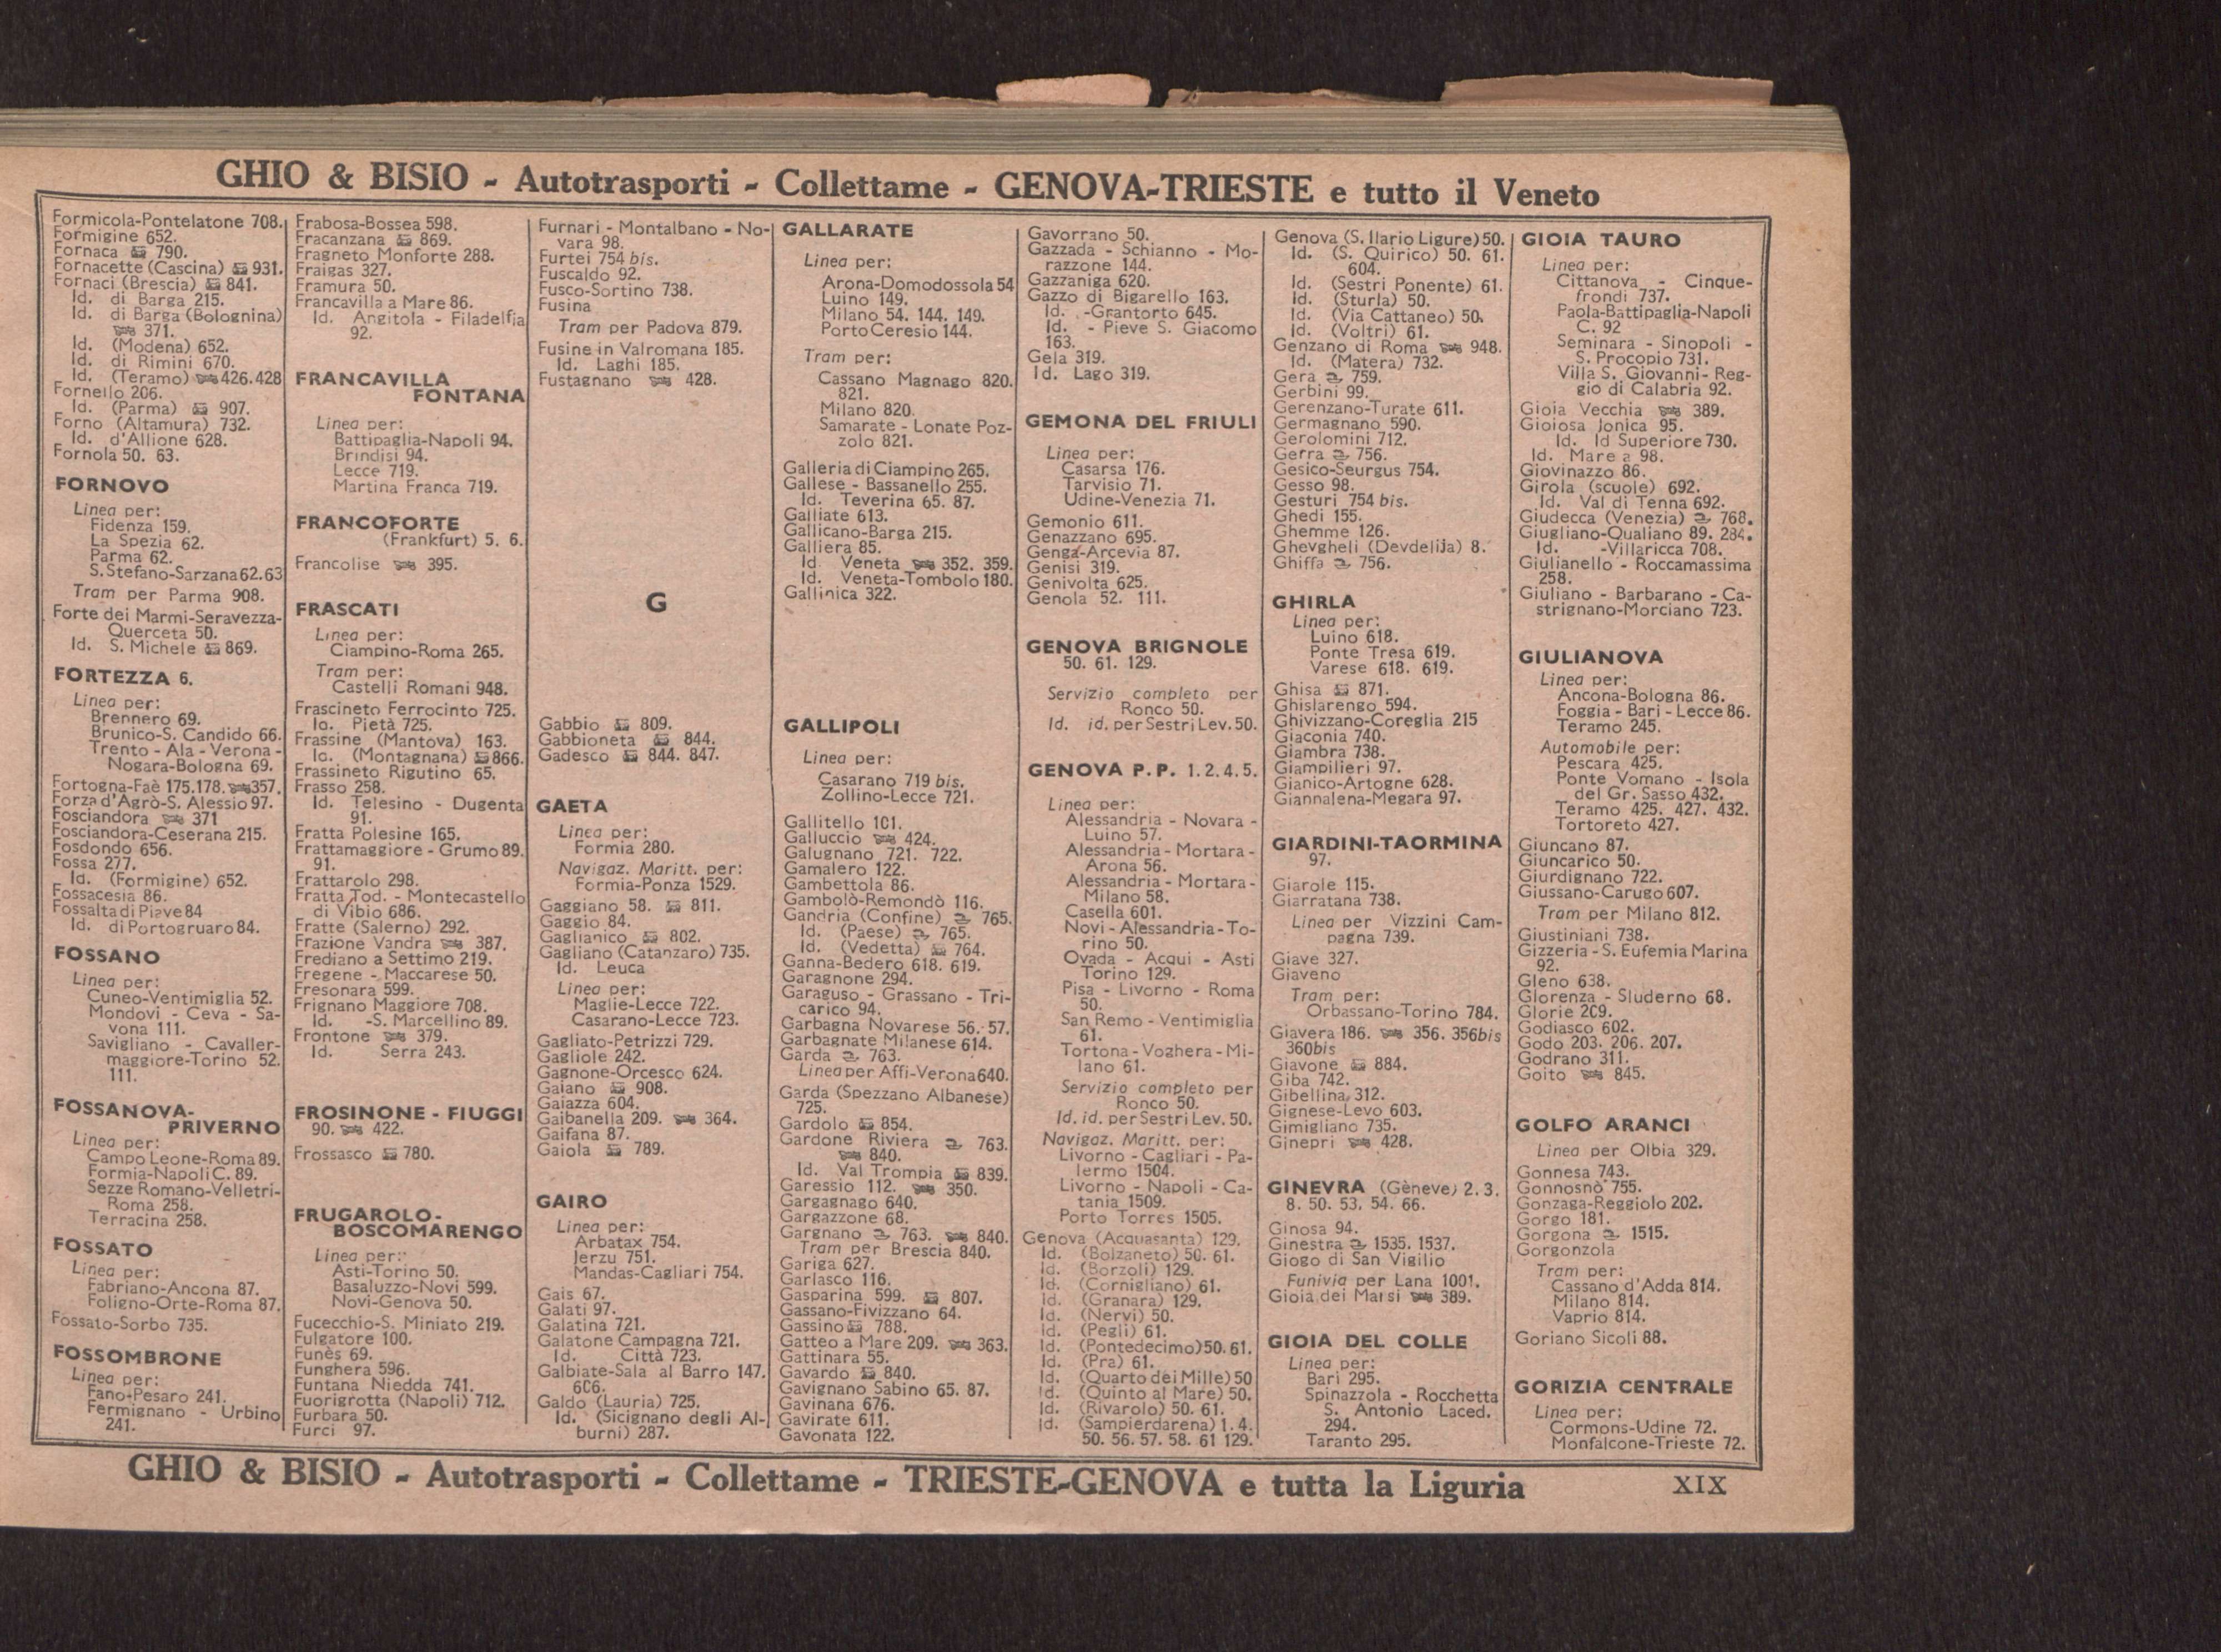 GHIO & BISIO - Autotrasporti - Collettame - GENOVA-TRIESTE e tutto il Veneto
Formicola-Pontelatone 708.
Formigine 652.
Fornaca 790.
Fornacette (Cascina) 931.
Fornaci (Brescia) 841.
Id. di Barga 215.
Id. di Barga (Bolognina)
371.
Id. (Modena) 652.
Id. di Rimini 670.
Id. (Teramo) 426.428
Fornello 206.
Id. (Parma) 907.
Forno (Altamura) 732.
Id. d'Allione 628.
Fornola 50. 63.
FORNOVO
Linea per:
Fidenza 159.
La Spezia 62.
Parma 62.
S. Stefano-Sarzana 62.63
Tram per Parma 908.
Forte dei Marmi-Seravezza-
Querceta 50.
Id. S. Michele 869.
FORTEZZA 6.
Linea per:
Brennero 69.
Brunico-S. Candido 66.
Trento - Ala - Verona -
Nogara-Bologna 69.
Fortogna-Faè 175.178. 357.
Forza d'Agrò-S. Alessio 97.
Fosciandora 371
Fosciandora-Ceserana 215.
Fosdondo 656.
Fossa 277.
Id. (Formigine) 652.
Fossacesia 86.
Fossalta di Piave 84
Id. di Portogruaro 84.
FOSSANO
Linea per:
Cuneo-Ventimiglia 52.
Mondovi - Ceva - Sa-
vona 111.
Savigliano - Cavaller-
maggiore-Torino 52.
111.
FOSSANOVA-
PRIVERNO
Linea per:
Campo Leone-Roma 89.
Formia-Napoli C. 89.
Sezze Romano-Velletri-
Roma 258.
Terracina 258.
FOSSATO
Linea per:
Fabriano-Ancona 87.
Foligno-Orte-Roma 87.
Fossato-Sorbo 735.
FOSSOMBRONE
Linea per:
Fano-Pesaro 241.
Fermignano - Urbino
241.
Frabosa-Bossea 598.
Fracanzana 869.
Fragneto Monforte 288.
Fraigas 327.
Framura 50.
Francavilla a Mare 86.
Id. Angitola - Filadelfia
92.
FRANCAVILLA
FONTANA
Linea per:
Battipaglia-Napoli 94.
Brindisi 94.
Lecce 719.
Martina Franca 719.
FRANCOFORTE
(Frankfurt) 5. 6.
Francolise 395.
FRASCATI
Linea per:
Ciampino-Roma 265.
Tram per:
Castelli Romani 948.
Frascineto Ferrocinto 725.
Id. Pietà 725.
Frassine (Mantova) 163.
Id. (Montagnana) 866.
Frassineto Rigutino 65.
Frasso 258.
Id. Telesino - Dugenta
91.
Fratta Polesine 165.
Frattamaggiore - Grumo 89.
91.
Frattarolo 298.
Fratta Tod. - Montecastello
di Vibio 686.
Fratte (Salerno) 292.
Frazione Vandra 387.
Frediano a Settimo 219.
Fregene - Maccarese 50.
Fresonara 599.
Frignano Maggiore 708.
Id. -S. Marcellino 89.
Frontone 379.
Id. Serra 243.
FROSINONE - FIUGGI
90. 422.
Frossasco 780.
FRUGAROLO-
BOSCOMARENGO
Linea per:
Asti-Torino 50.
Basaluzzo-Novi 599.
Novi-Genova 50.
Fucecchio-S. Miniato 219.
Fulgatore 100.
Funès 69.
Funghera 596.
Funtana Niedda 741.
Fuorigrotta (Napoli) 712.
Furbara 50.
Furci 97.
Furnari - Montalbano - No-
vara 98.
Furtei 754 bis.
Fuscaldo 92.
Fusco-Sortino 738.
Fusina
Tram per Padova 879.
Fusine in Valromana 185.
Id. Laghi 185.
Fustagnano 428.
G
Gabbio 809.
Gabbioneta 844.
Gadesco 844. 847.
GAETA
Linea per:
Formia 280.
Navigaz. Maritt. per:
Formia-Ponza 1529.
Gaggiano 58. 811.
Gaggio 84.
Gaglianico 802.
Gagliano (Catanzaro) 735.
Id. Leuca
Linea per:
Maglie-Lecce 722.
Casarano-Lecce 723.
Gagliato-Petrizzi 729.
Gagliole 242.
Gagnone-Orcesco 624.
Gaiano 908.
Gaiazza 604.
Gaibanella 209. 364.
Gaifana 87.
Gaiola 789.
GAIRO
Linea per:
Arbatax 754.
Jerzu 751.
Mandas-Cagliari 754.
Gais 67.
Galati 97.
Galatina 721.
Galatone Campagna 721.
Id. Città 723.
Galbiate-Sala al Barro 147.
606.
Galdo (Lauria) 725.
Id. (Sicignano degli Al-
burni) 287.
GALLARATE
Linea per:
Arona-Domodossola 54
Luino 149.
Milano 54. 144. 149.
Porto Ceresio 144.
Tram per:
Cassano Magnago 820.
821.
Milano 820.
Samarate - Lonate Poz-
zolo 821.
Galleria di Ciampino 265.
Gallese - Bassanello 255.
Id. Teverina 65. 87.
Galliate 613.
Gallicano-Barga 215.
Galliera 85.
Id. Veneta 352. 359.
Id. Veneta-Tombolo 180.
Gallinica 322.
GALLIPOLI
Linea per:
Casarano 719 bis.
Zollino-Lecce 721.
Gallitello 101.
Galluccio 424.
Galugnano 721. 722.
Gamalero 122.
Gambettola 86.
Gambolò-Remondò 116.
Gandria (Confine) 765.
Id. (Paese) 765.
Id. (Vedetta) 764.
Ganna-Bedero 618. 619.
Garagnone 294.
Garaguso - Grassano - Tri-
carico 94.
Garbagna Novarese 56. 57.
Garbagnate Milanese 614.
Garda 763.
Linea per Affi-Verona 640.
Garda (Spezzano Albanese)
725.
Gardolo 854.
Gardone Riviera 763.
840.
Id. Val Trompia 839.
Garessio 112. 350.
Gargagnago 640.
Gargazzone 68.
Gargnano 763. 840.
Tram per Brescia 840.
Gariga 627.
Garlasco 116.
Gasparina 599. 807.
Gassano-Fivizzano 64.
Gassino 788.
Gatteo a Mare 209. 363.
Gattinara 55.
Gavardo 840.
Gavignano Sabino 65. 87.
Gavinana 676.
Gavirate 611.
Gavonata 122.
Gavorrano 50.
Gazzada - Schianno - Mo-
razzone 144.
Gazzaniga 620.
Gazzo di Bigarello 163.
Id. -Grantorto 645.
Id. - Pieve S. Giacomo
163.
Gela 319.
Id. Lago 319.
GEMONA DEL FRIULI
Linea per:
Casarsa 176.
Tarvisio 71.
Udine-Venezia 71.
Gemonio 611.
Genazzano 695.
Genga-Arcevia 87.
Genisi 319.
Genivolta 625.
Genola 52. 111.
GENOVA BRIGNOLE
50. 61. 129.
Servizio completo per
Ronco 50.
Id. id. per Sestri Lev. 50.
GENOVA P.P. 1.2.4.5.
Linea per:
Alessandria - Novara -
Luino 57.
Alessandria - Mortara -
Arona 56.
Alessandria - Mortara-
Milano 58.
Casella 601.
Novi - Alessandria - To-
rino 50.
Ovada - Acqui - Asti
Torino 129.
Pisa - Livorno - Roma
50.
San Remo - Ventimiglia
61.
Tortona - Voghera - Mi-
lano 61.
Servizio completo per
Ronco 50.
Id. id. per Sestri Lev. 50.
Navigaz. Maritt. per:
Livorno - Cagliari - Pa-
lermo 1504.
Livorno - Napoli - Ca-
tania 1509.
Porto Torres 1505.
Genova (Acquasanta) 129.
Id. (Bolzaneto) 50. 61.
Id. (Borzoli) 129.
Id. (Cornigliano) 61.
Id. (Granara) 129.
Id. (Nervi) 50.
Id. (Pegli) 61.
Id. (Pontedecimo) 50. 61.
Id. (Pra) 61.
Id. (Quarto dei Mille) 50
Id. (Quinto al Mare) 50.
Id. (Rivarolo) 50. 61.
Id. (Sampierdarena) 1. 4.
50. 56. 57. 58. 61 129.
Genova (S. Ilario Ligure) 50.
Id. (S. Quirico) 50. 61.
604.
Id. (Sestri Ponente) 61.
Id. (Sturla) 50.
Id. (Via Cattaneo) 50.
Id. (Voltri) 61.
Genzano di Roma 948.
Id. (Matera) 732.
Gera 759.
Gerbini 99.
Gerenzano-Turate 611.
Germagnano 590.
Gerolomini 712.
Gerra 756.
Gesico-Seurgus 754.
Gesso 98.
Gesturi 754 bis.
Ghedi 155.
Ghemme 126.
Ghevgheli (Devdelija) 8.
Ghiffa 756.
GHIRLA
Linea per:
Luino 618.
Ponte Tresa 619.
Varese 618. 619.
Ghisa 871.
Ghislarengo 594.
Ghivizzano-Coreglia 215
Giaconia 740.
Giambra 738.
Giampilieri 97.
Gianico-Artogne 628.
Giannalena-Megara 97.
GIARDINI-TAORMINA
97.
Giarole 115.
Giarratana 738.
Linea per Vizzini Cam-
pagna 739.
Giave 327.
Giaveno
Tram per:
Orbassano-Torino 784.
Giavera 186. 356. 356bis
360bis
Giavone 884.
Giba 742.
Gibellina 312.
Gignese-Levo 603.
Gimigliano 735.
Ginepri 428.
GINEVRA (Gèneve) 2. 3.
8. 50. 53. 54. 66.
Ginosa 94.
Ginestra 1535. 1537.
Giogo di San Vigilio
Funivia per Lana 1001.
Gioia dei Marsi 389.
GIOIA DEL COLLE
Linea per:
Bari 295.
Spinazzola - Rocchetta
S. Antonio Laced.
294.
Taranto 295.
GIOIA TAURO
Linea per:
Cittanova - Cinque-
frondi 737.
Paola-Battipaglia-Napoli
C. 92
Seminara - Sinopoli -
S. Procopio 731.
Villa S. Giovanni - Reg-
gio di Calabria 92.
Gioia Vecchia 389.
Gioiosa Jonica 95.
Id. Id Superiore 730.
Id. Mare a 98.
Giovinazzo 86.
Girola (scuole) 692.
Id. Val di Tenna 692.
Giudecca (Venezia) 768.
Giugliano-Qualiano 89. 284.
Id. -Villaricca 708.
Giulianello - Roccamassima
258.
Giuliano - Barbarano - Ca-
strignano-Morciano 723.
GIULIANOVA
Linea per:
Ancona-Bologna 86.
Foggia - Bari - Lecce 86.
Teramo 245.
Automobile per:
Pescara 425.
Ponte Vomano - Isola
del Gr. Sasso 432.
Teramo 425. 427. 432.
Tortoreto 427.
Giuncano 87.
Giuncarico 50.
Giurdignano 722.
Giussano-Carugo 607.
Tram per Milano 812.
Giustiniani 738.
Gizzeria - S. Eufemia Marina
92.
Gleno 638.
Glorenza - Sluderno 68.
Glorie 209.
Godiasco 602.
Godo 203. 206. 207.
Godrano 311.
Goito 845.
GOLFO ARANCI
Linea per Olbia 329.
Gonnesa 743.
Gonnosnò 755.
Gonzaga-Reggiolo 202.
Gorgo 181.
Gorgona 1515.
Gorgonzola
Tram per:
Cassano d'Adda 814.
Milano 814.
Vaprio 814.
Goriano Sicoli 88.
GORIZIA CENTRALE
Linea per:
Cormons-Udine 72.
Monfalcone-Trieste 72.
GHIO & BISIO - Autotrasporti - Collettame - TRIESTE-GENOVA e tutta la Liguria
XIX